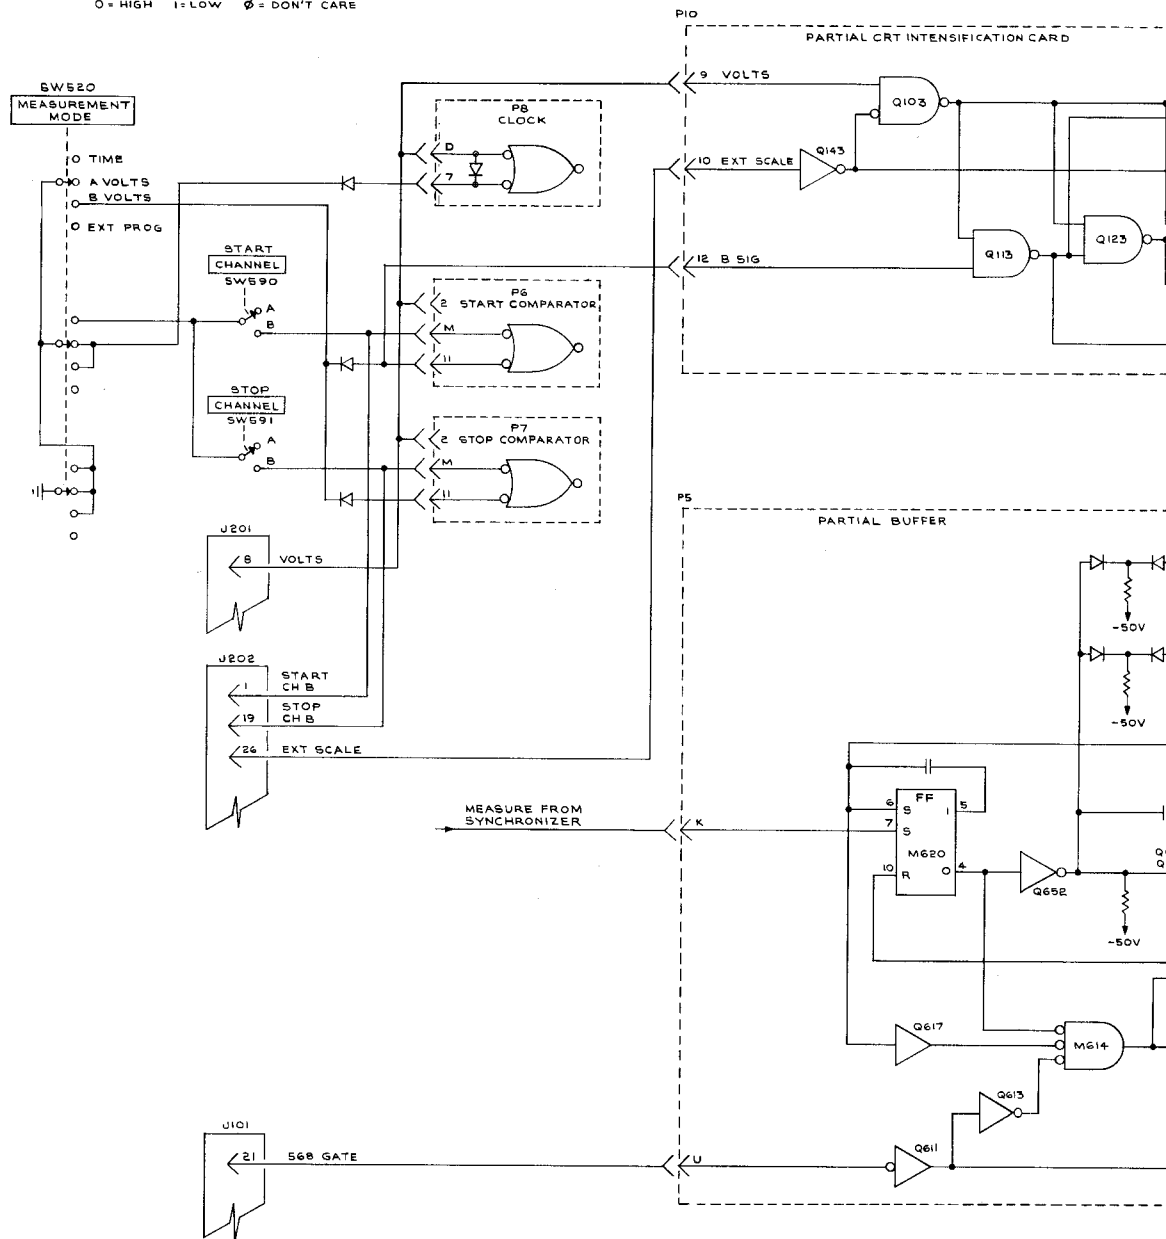 0 = HIGH 1 = LOW Ø = DON'T CARE
P10
PARTIAL CRT INTENSIFICATION CARD
SW520
MEASUREMENT
MODE
TIME
A VOLTS
B VOLTS
EXT PROG
P8
CLOCK
D
7
9 VOLTS
Q103
10 EXT SCALE
Q143
12 B SIG
Q113
Q123
START
CHANNEL
SW590
A
B
P6
2 START COMPARATOR
M
11
STOP
CHANNEL
SW591
A
B
P7
2 STOP COMPARATOR
M
11
J201
8 VOLTS
J202
1 START
CH B
19 STOP
CH B
26 EXT SCALE
P5
PARTIAL BUFFER
-50V
-50V
MEASURE FROM
SYNCHRONIZER
K
FF
6 S 1 5
7 S
M620
10 R 0 4
Q652
-50V
Q617
M614
Q613
J101
21 568 GATE
U
Q611